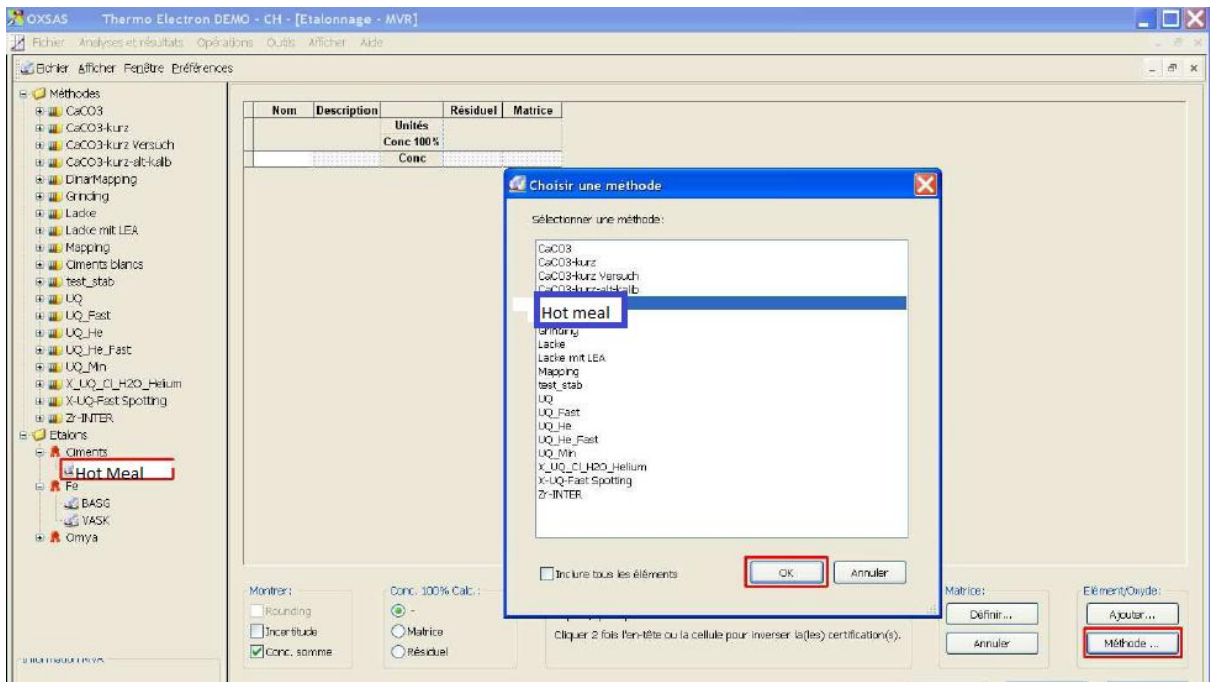 OXSAS Thermo Electron DEMO - CH - [Etalonnage - MVR]
Fichier Analyses et résultats Opérations Outils Afficher Aide
Fichier Afficher Fenêtre Préférences
Méthodes
CaCO3
CaCO3-kurz
CaCO3-kurz Versuch
CaCO3-kurz-alt-kalib
DinarMapping
Grinding
Lacke
Lacke mit LEA
Mapping
Ciments blancs
test_stab
UQ
UQ_Fast
UQ_He
UQ_He_Fast
UQ_Min
X_UQ_Cl_H2O_Helium
X-UQ-Fast Spotting
Zr-INTER
Etalons
Ciments
Hot Meal
Fe
BASG
VASK
Omya
Nom Description Résiduel Matrice
Unités
Conc 100%
Conc
Choisir une méthode
Sélectionner une méthode:
CaCO3
CaCO3-kurz
CaCO3-kurz Versuch
CaCO3-kurz-alt-kalib
Hot meal
Grinding
Lacke
Lacke mit LEA
Mapping
test_stab
UQ
UQ_Fast
UQ_He
UQ_He_Fast
UQ_Min
X_UQ_Cl_H2O_Helium
X-UQ-Fast Spotting
Zr-INTER
Inclure tous les éléments
OK
Annuler
Montrer:
Rounding
Incertitude
Conc. somme
Conc. 100% Calc.:
-
Matrice
Résiduel
Cliquer 2 fois l'en-tête ou la cellule pour inverser la(les) certification(s).
Matrice:
Définir...
Annuler
Elément/Oxyde:
Ajouter...
Méthode ...